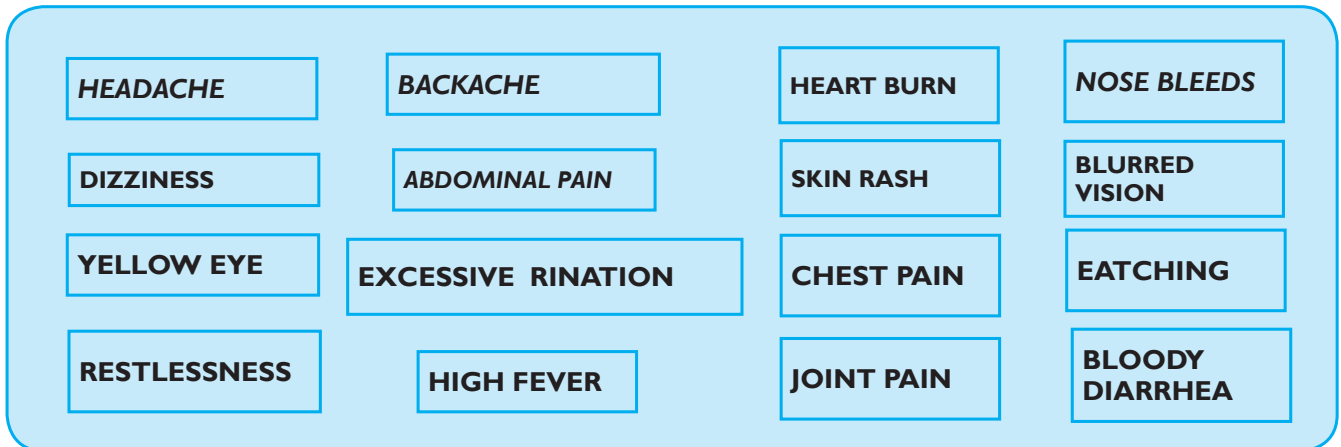 HEADACHE
BACKACHE
HEART BURN
NOSE BLEEDS
DIZZINESS
ABDOMINAL PAIN
SKIN RASH
BLURRED
VISION
YELLOW EYE
EXCESSIVE RINATION
CHEST PAIN
EATCHING
RESTLESSNESS
HIGH FEVER
JOINT PAIN
BLOODY
DIARRHEA